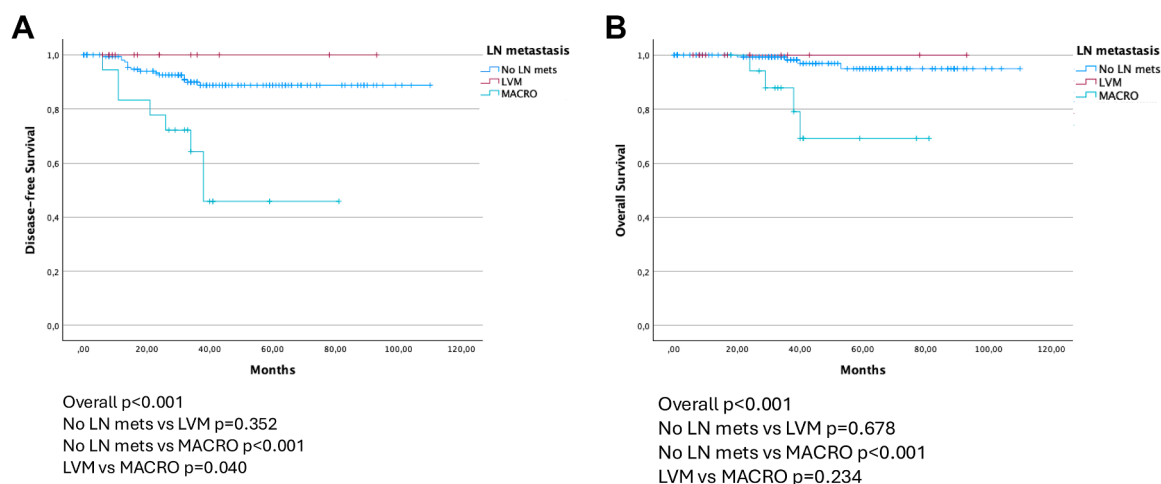 A
Disease-free Survival
1,0
0,8
0,6
0,4
0,2
0,0
,00 20,00 40,00 60,00 80,00 100,00 120,00
Months
LN metastasis
No LN mets
LVM
MACRO
Overall p<0.001
No LN mets vs LVM p=0.352
No LN mets vs MACRO p<0.001
LVM vs MACRO p=0.040
B
Overall Survival
1,0
0,8
0,6
0,4
0,2
0,0
,00 20,00 40,00 60,00 80,00 100,00 120,00
Months
LN metastasis
No LN mets
LVM
MACRO
Overall p<0.001
No LN mets vs LVM p=0.678
No LN mets vs MACRO p<0.001
LVM vs MACRO p=0.234